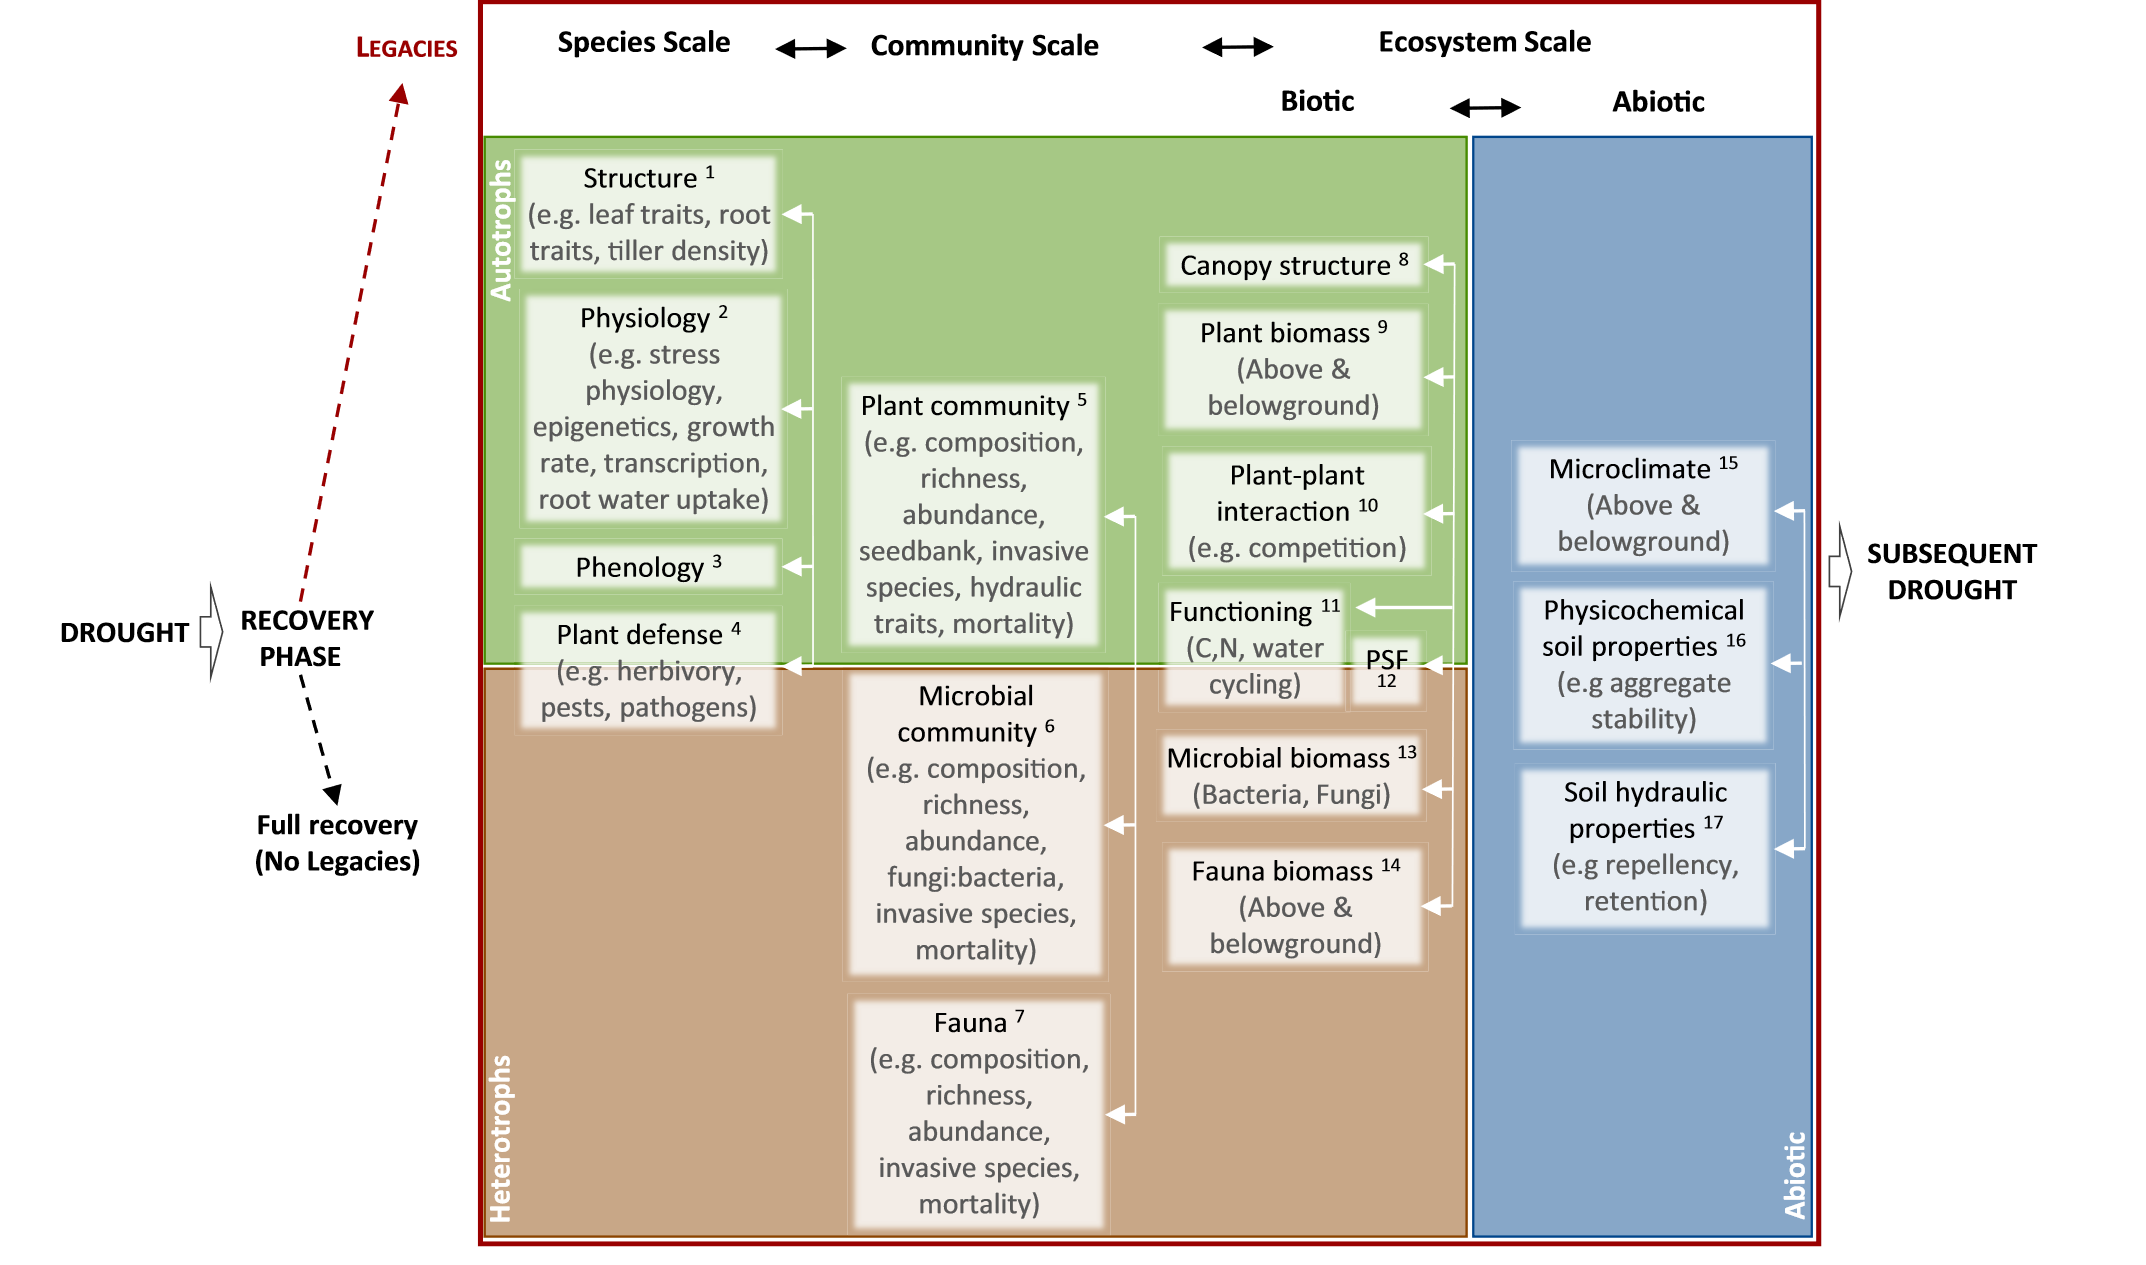 LEGACIES
Species Scale
Community Scale
Ecosystem Scale
Biotic
Abiotic
DROUGHT
RECOVERY
PHASE
Full recovery
(No Legacies)
Autotrophs
Structure 1
(e.g. leaf traits, root
traits, tiller density)
Physiology 2
(e.g. stress
physiology,
epigenetics, growth
rate, transcription,
root water uptake)
Phenology 3
Plant defense 4
(e.g. herbivory,
pests, pathogens)
Plant community 5
(e.g. composition,
richness,
abundance,
seedbank, invasive
species, hydraulic
traits, mortality)
Heterotrophs
Microbial
community 6
(e.g. composition,
richness,
abundance,
fungi:bacteria,
invasive species,
mortality)
Fauna 7
(e.g. composition,
richness,
abundance,
invasive species,
mortality)
Canopy structure 8
Plant biomass 9
(Above &
belowground)
Plant-plant
interaction 10
(e.g. competition)
Functioning 11
(C,N, water
cycling)
PSF
12
Microbial biomass 13
(Bacteria, Fungi)
Fauna biomass 14
(Above &
belowground)
Microclimate 15
(Above &
belowground)
Physicochemical
soil properties 16
(e.g aggregate
stability)
Soil hydraulic
properties 17
(e.g repellency,
retention)
Abiotic
SUBSEQUENT
DROUGHT